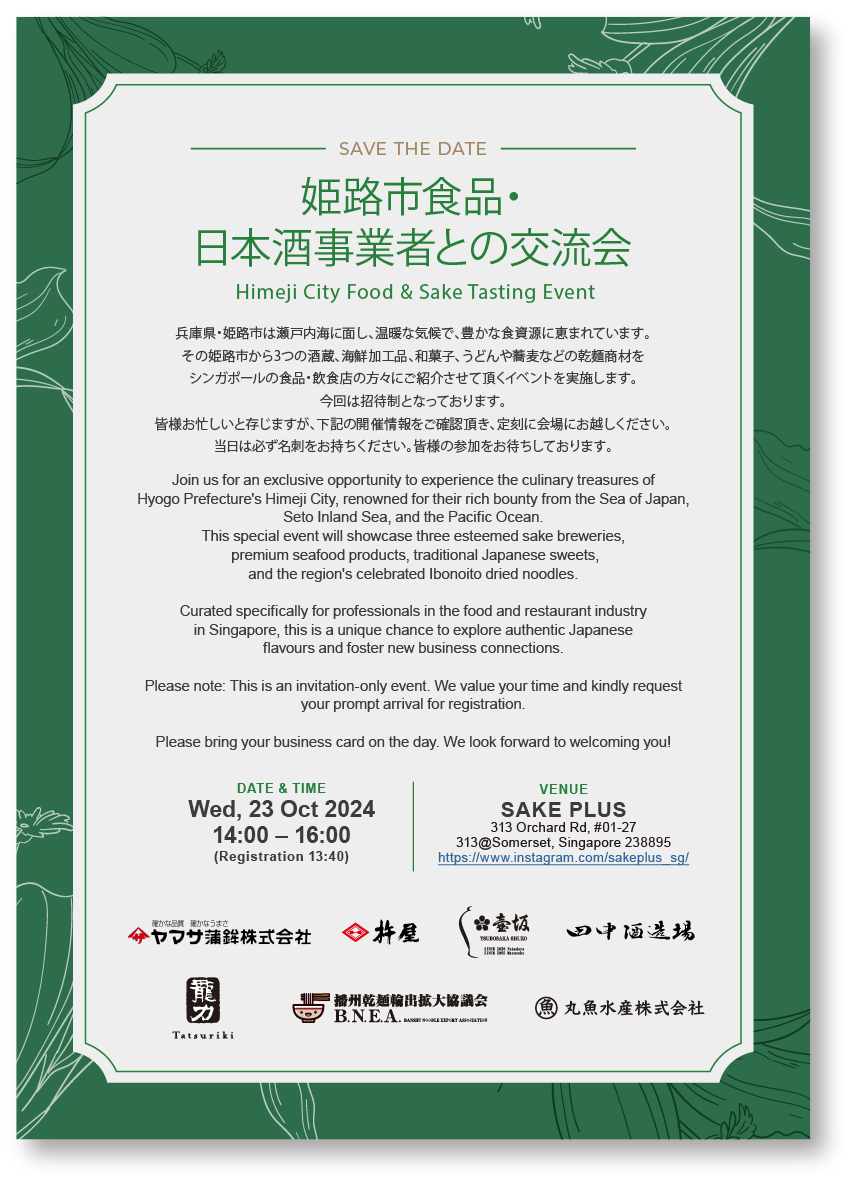 SAVE THE DATE
姫路市食品・
日本酒事業者との交流会
Himeji City Food & Sake Tasting Event
兵庫県・姫路市は瀬戸内海に面し、温暖な気候で、豊かな食資源に恵まれています。
その姫路市から3つの酒蔵、海鮮加工品、和菓子、うどんや蕎麦などの乾麺商材を
シンガポールの食品・飲食店の方々にご紹介させて頂くイベントを実施します。
今回は招待制となっております。
皆様お忙しいと存じますが、下記の開催情報をご確認頂き、定刻に会場にお越しください。
当日は必ず名刺をお持ちください。皆様の参加をお待ちしております。
Join us for an exclusive opportunity to experience the culinary treasures of
Hyogo Prefecture's Himeji City, renowned for their rich bounty from the Sea of Japan,
Seto Inland Sea, and the Pacific Ocean.
This special event will showcase three esteemed sake breweries,
premium seafood products, traditional Japanese sweets,
and the region's celebrated Ibonoito dried noodles.
Curated specifically for professionals in the food and restaurant industry
in Singapore, this is a unique chance to explore authentic Japanese
flavours and foster new business connections.
Please note: This is an invitation-only event. We value your time and kindly request
your prompt arrival for registration.
Please bring your business card on the day. We look forward to welcoming you!
DATE & TIME
Wed, 23 Oct 2024
14:00 – 16:00
(Registration 13:40)
VENUE
SAKE PLUS
313 Orchard Rd, #01-27
313@Somerset, Singapore 238895
https://www.instagram.com/sakeplus_sg/
確かな品質 確かなうまさ
ヤマサ蒲鉾株式会社
杵屋
壺坂
TSUBOSAKA SHUZO
田中酒造場
龍力
Tatsuriki
播州乾麺輸出拡大協議会
B.N.E.A. BANSHU NOODLE EXPORT ASSOCIATION
魚 丸魚水産株式会社